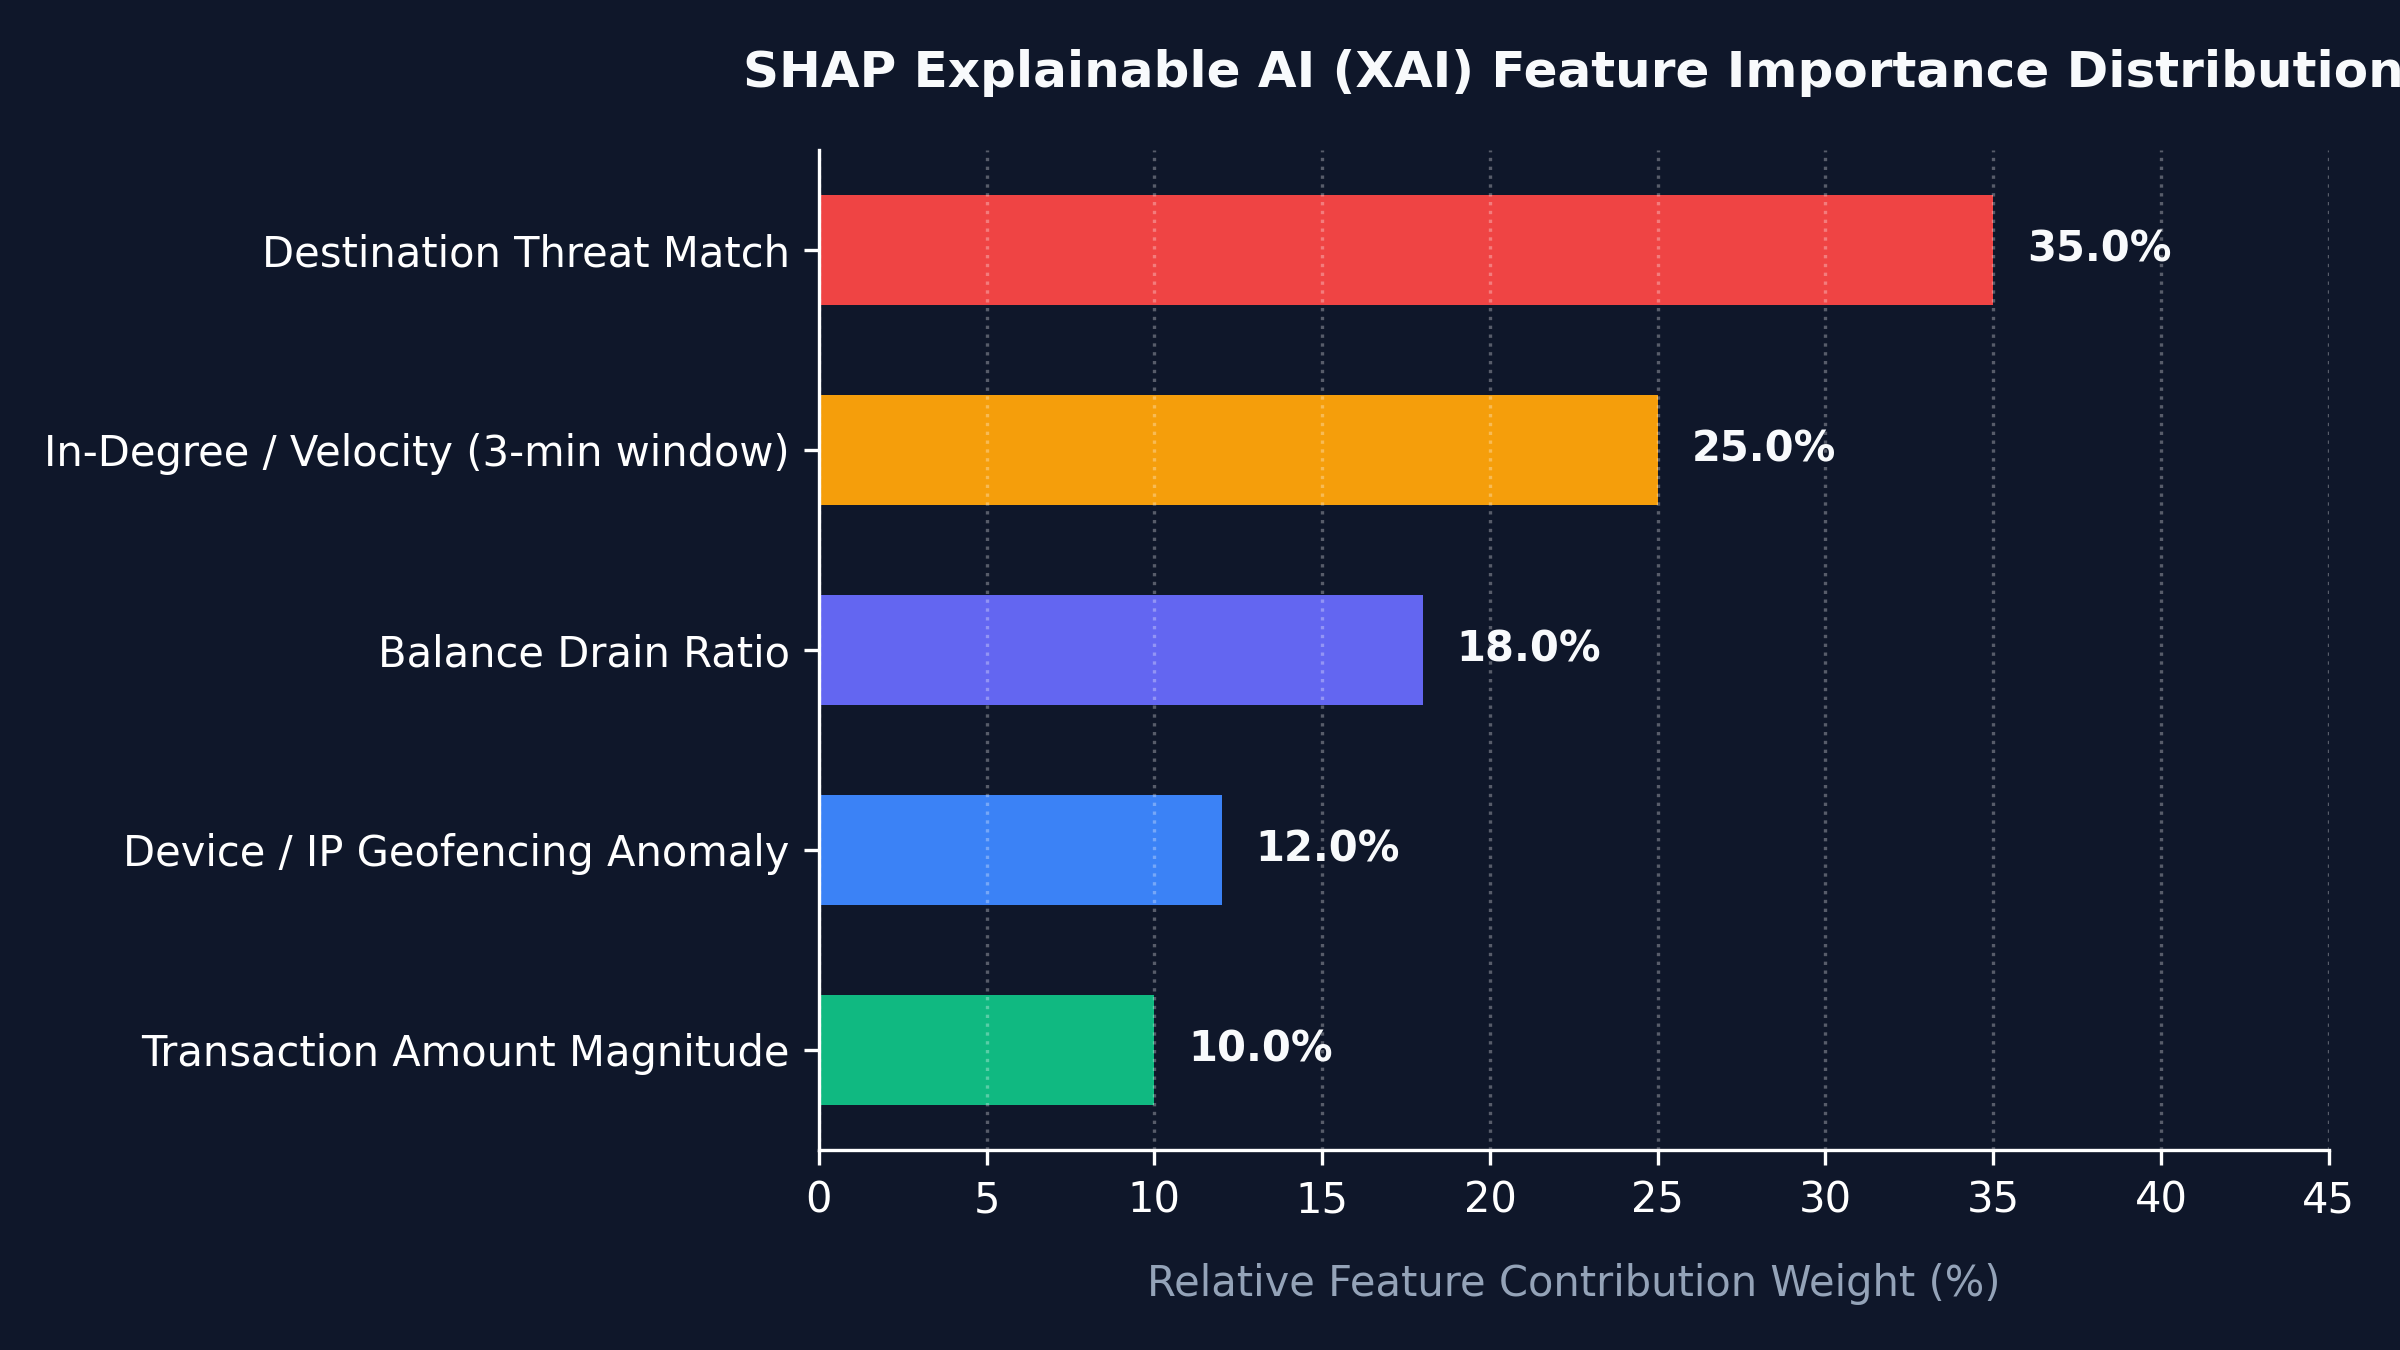 SHAP Explainable AI (XAI) Feature Importance Distribution
Destination Threat Match
35.0%
In-Degree / Velocity (3-min window)
25.0%
Balance Drain Ratio
18.0%
Device / IP Geofencing Anomaly
12.0%
Transaction Amount Magnitude
10.0%
0 5 10 15 20 25 30 35 40 45
Relative Feature Contribution Weight (%)